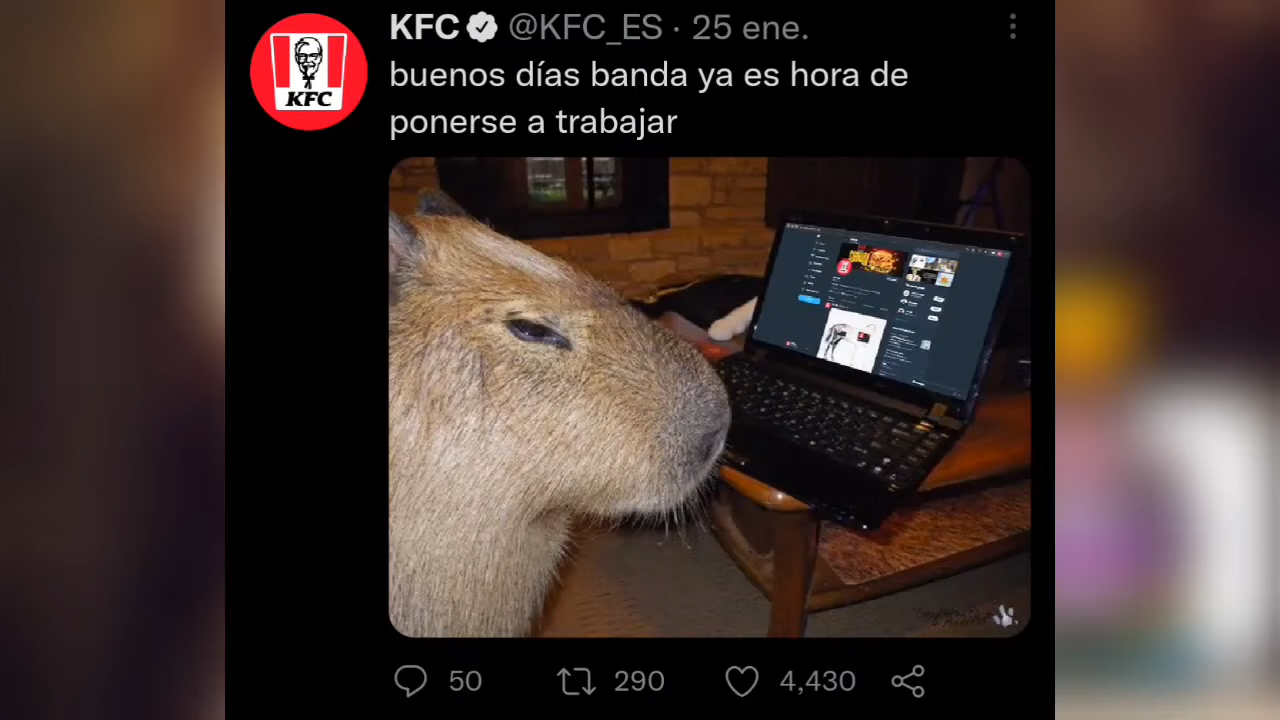 KFC @KFC_ES · 25 ene.
KFC
buenos días banda ya es hora de
ponerse a trabajar
50 290 4,430